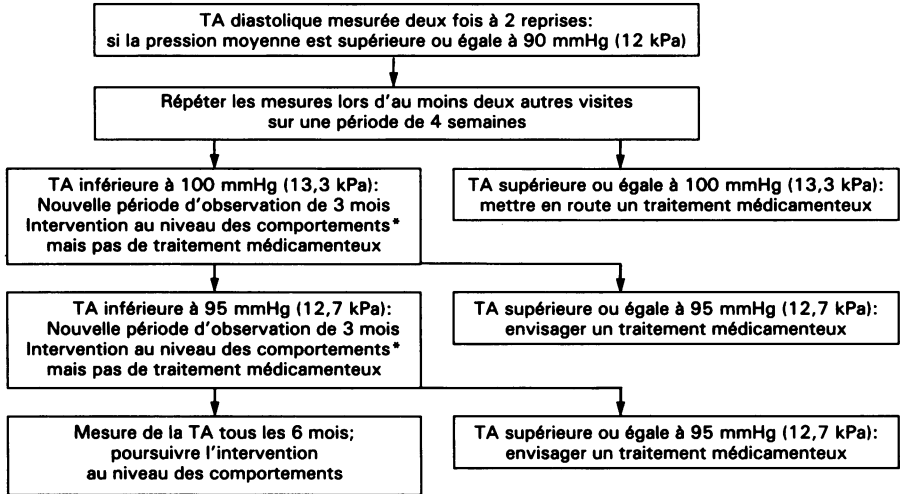 TA diastolique mesurée deux fois à 2 reprises:
si la pression moyenne est supérieure ou égale à 90 mmHg (12 kPa)
Répéter les mesures lors d'au moins deux autres visites
sur une période de 4 semaines
TA inférieure à 100 mmHg (13,3 kPa):
Nouvelle période d'observation de 3 mois
Intervention au niveau des comportements*
mais pas de traitement médicamenteux
TA supérieure ou égale à 100 mmHg (13,3 kPa):
mettre en route un traitement médicamenteux
TA inférieure à 95 mmHg (12,7 kPa):
Nouvelle période d'observation de 3 mois
Intervention au niveau des comportements*
mais pas de traitement médicamenteux
TA supérieure ou égale à 95 mmHg (12,7 kPa):
envisager un traitement médicamenteux
Mesure de la TA tous les 6 mois;
poursuivre l'intervention
au niveau des comportements
TA supérieure ou égale à 95 mmHg (12,7 kPa):
envisager un traitement médicamenteux